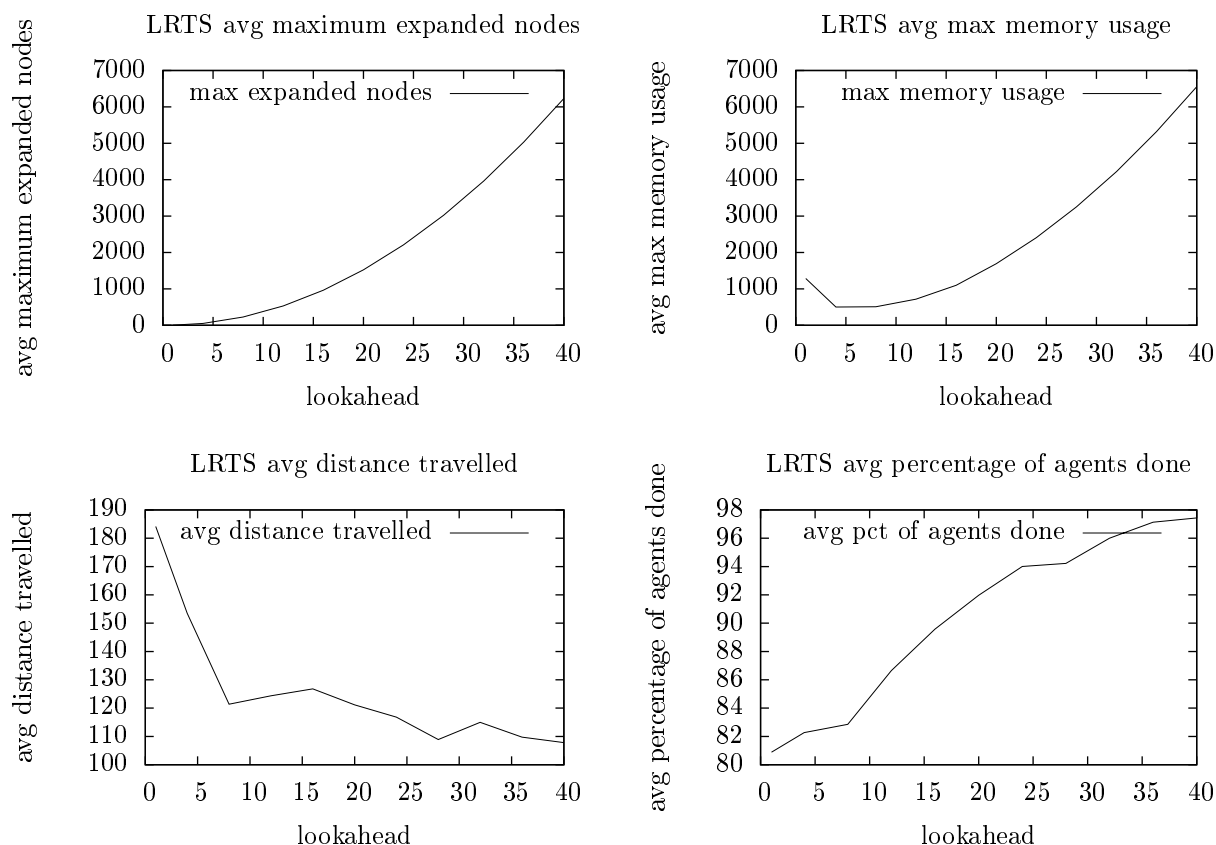 LRTS avg maximum expanded nodes
avg maximum expanded nodes
max expanded nodes
7000
6000
5000
4000
3000
2000
1000
0
0 5 10 15 20 25 30 35 40
lookahead
LRTS avg max memory usage
avg max memory usage
max memory usage
7000
6000
5000
4000
3000
2000
1000
0
0 5 10 15 20 25 30 35 40
lookahead
LRTS avg distance travelled
avg distance travelled
avg distance travelled
190
180
170
160
150
140
130
120
110
100
0 5 10 15 20 25 30 35 40
lookahead
LRTS avg percentage of agents done
avg percentage of agents done
avg pct of agents done
98
96
94
92
90
88
86
84
82
80
0 5 10 15 20 25 30 35 40
lookahead